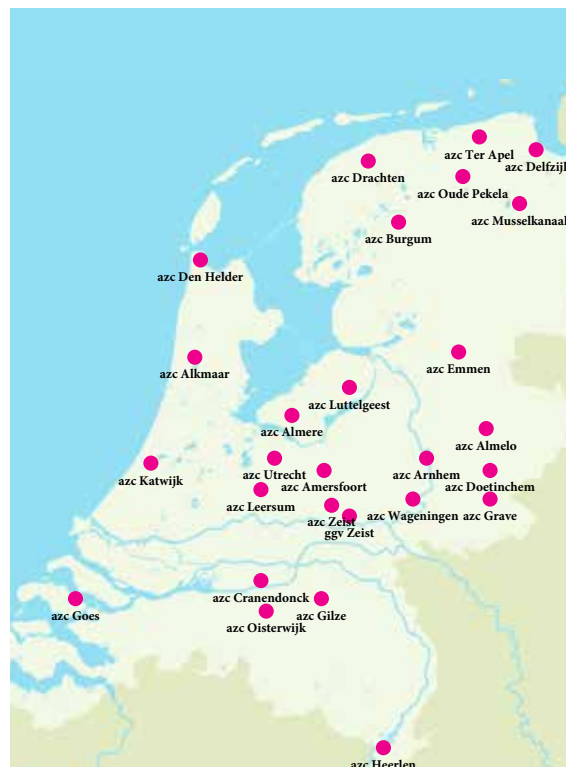 azc Ter Apel
azc Delfzijl
azc Drachten
azc Oude Pekela
azc Musselkanaal
azc Burgum
azc Den Helder
azc Emmen
azc Alkmaar
azc Luttelgeest
azc Almere
azc Almelo
azc Katwijk
azc Utrecht
azc Amersfoort
azc Arnhem
azc Doetinchem
azc Leersum
azc Zeist
azc Wageningen
azc Grave
ggv Zeist
azc Cranendonck
azc Gilze
azc Goes
azc Oisterwijk
azc Heerlen